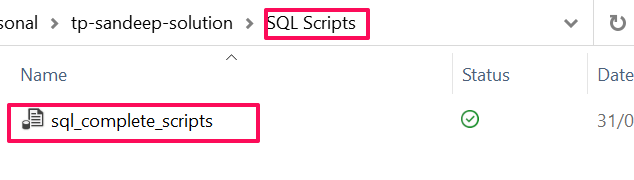 sonal > tp-sandeep-solution > SQL Scripts
Name Status Date
sql_complete_scripts 31/0